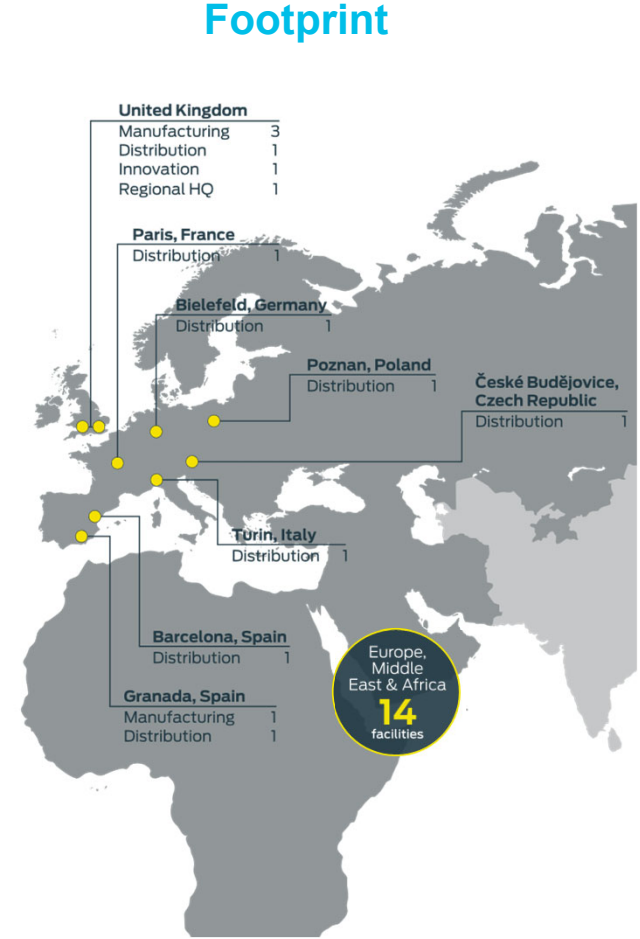 Footprint
United Kingdom
Manufacturing 3
Distribution 1
Innovation 1
Regional HQ 1
Paris, France
Distribution 1
Bielefeld, Germany
Distribution 1
Poznan, Poland
Distribution 1
České Budějovice,
Czech Republic
Distribution 1
Turin, Italy
Distribution 1
Barcelona, Spain
Distribution 1
Granada, Spain
Manufacturing 1
Distribution 1
Europe,
Middle
East & Africa
14
facilities